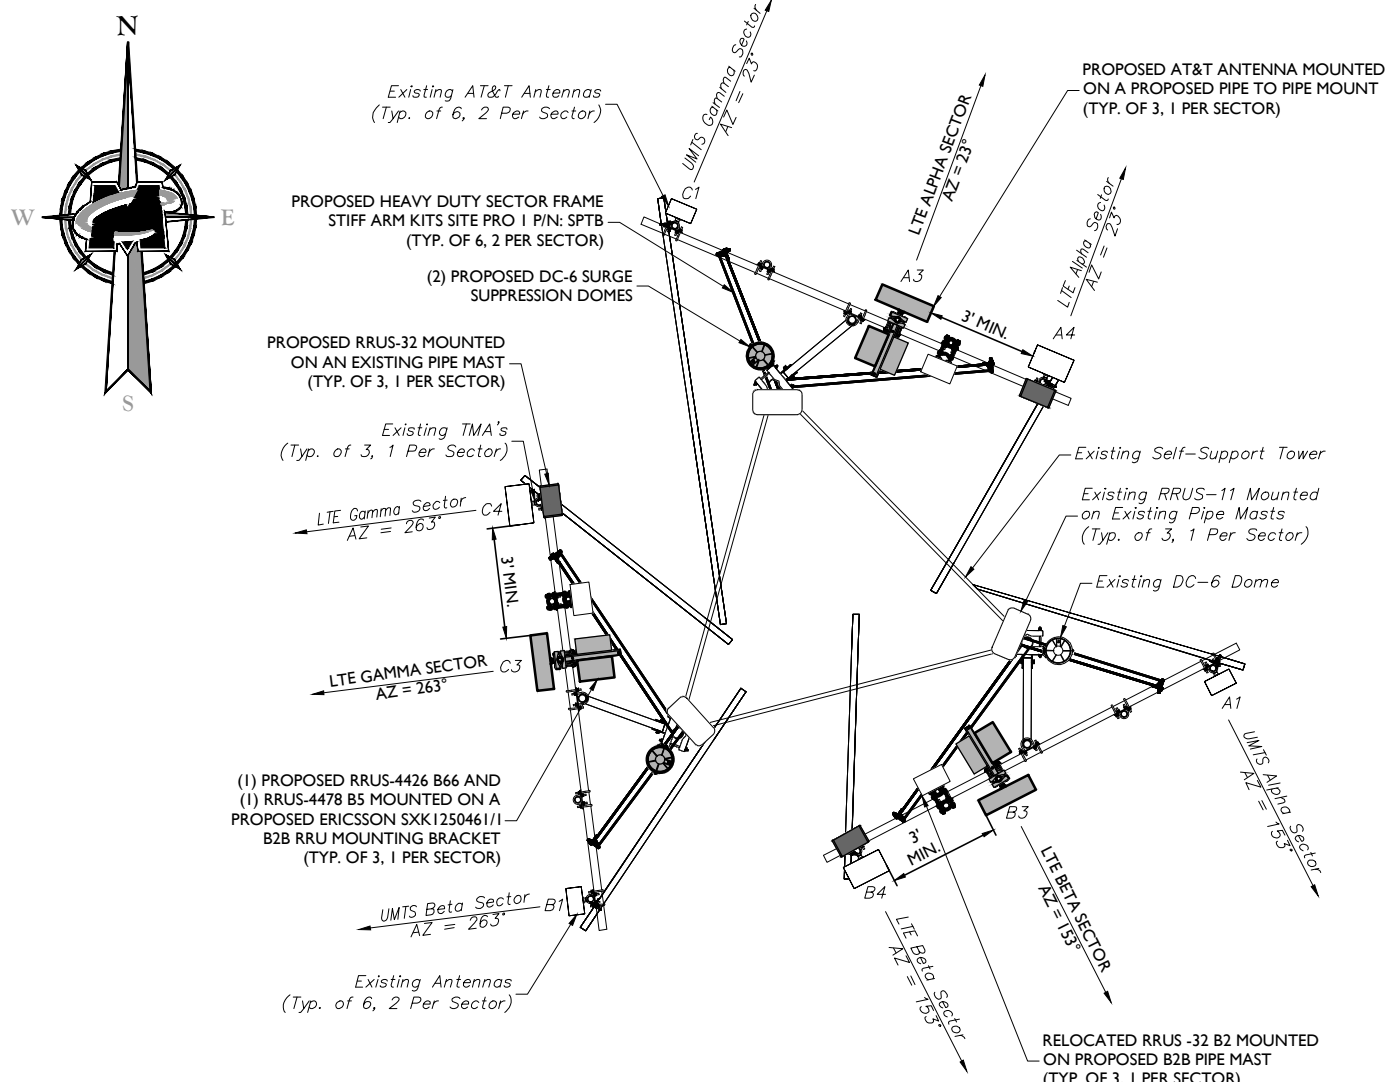 N
W
E
S
Existing AT&T Antennas
(Typ. of 6, 2 Per Sector)
UMTS Gamma Sector
AZ = 23°
C1
PROPOSED AT&T ANTENNA MOUNTED
ON A PROPOSED PIPE TO PIPE MOUNT
(TYP. OF 3, 1 PER SECTOR)
LTE ALPHA SECTOR
AZ = 23°
LTE Alpha Sector
AZ = 23°
PROPOSED HEAVY DUTY SECTOR FRAME
STIFF ARM KITS SITE PRO 1 P/N: SPTB
(TYP. OF 6, 2 PER SECTOR)
(2) PROPOSED DC-6 SURGE
SUPPRESSION DOMES
A3
3' MIN.
A4
PROPOSED RRUS-32 MOUNTED
ON AN EXISTING PIPE MAST
(TYP. OF 3, 1 PER SECTOR)
Existing TMA's
(Typ. of 3, 1 Per Sector)
LTE Gamma Sector
AZ = 263°
C4
3' MIN.
Existing Self-Support Tower
Existing RRUS-11 Mounted
on Existing Pipe Masts
(Typ. of 3, 1 Per Sector)
Existing DC-6 Dome
LTE GAMMA SECTOR
AZ = 263°
C3
A1
UMTS Alpha Sector
AZ = 153°
(1) PROPOSED RRUS-4426 B66 AND
(1) RRUS-4478 B5 MOUNTED ON A
PROPOSED ERICSSON SXK1250461/1
B2B RRU MOUNTING BRACKET
(TYP. OF 3, 1 PER SECTOR)
B3
3'
MIN.
B4
LTE BETA SECTOR
AZ = 153°
LTE Beta Sector
AZ = 153°
UMTS Beta Sector
AZ = 263°
B1
Existing Antennas
(Typ. of 6, 2 Per Sector)
RELOCATED RRUS -32 B2 MOUNTED
ON PROPOSED B2B PIPE MAST
(TYP. OF 3, 1 PER SECTOR)